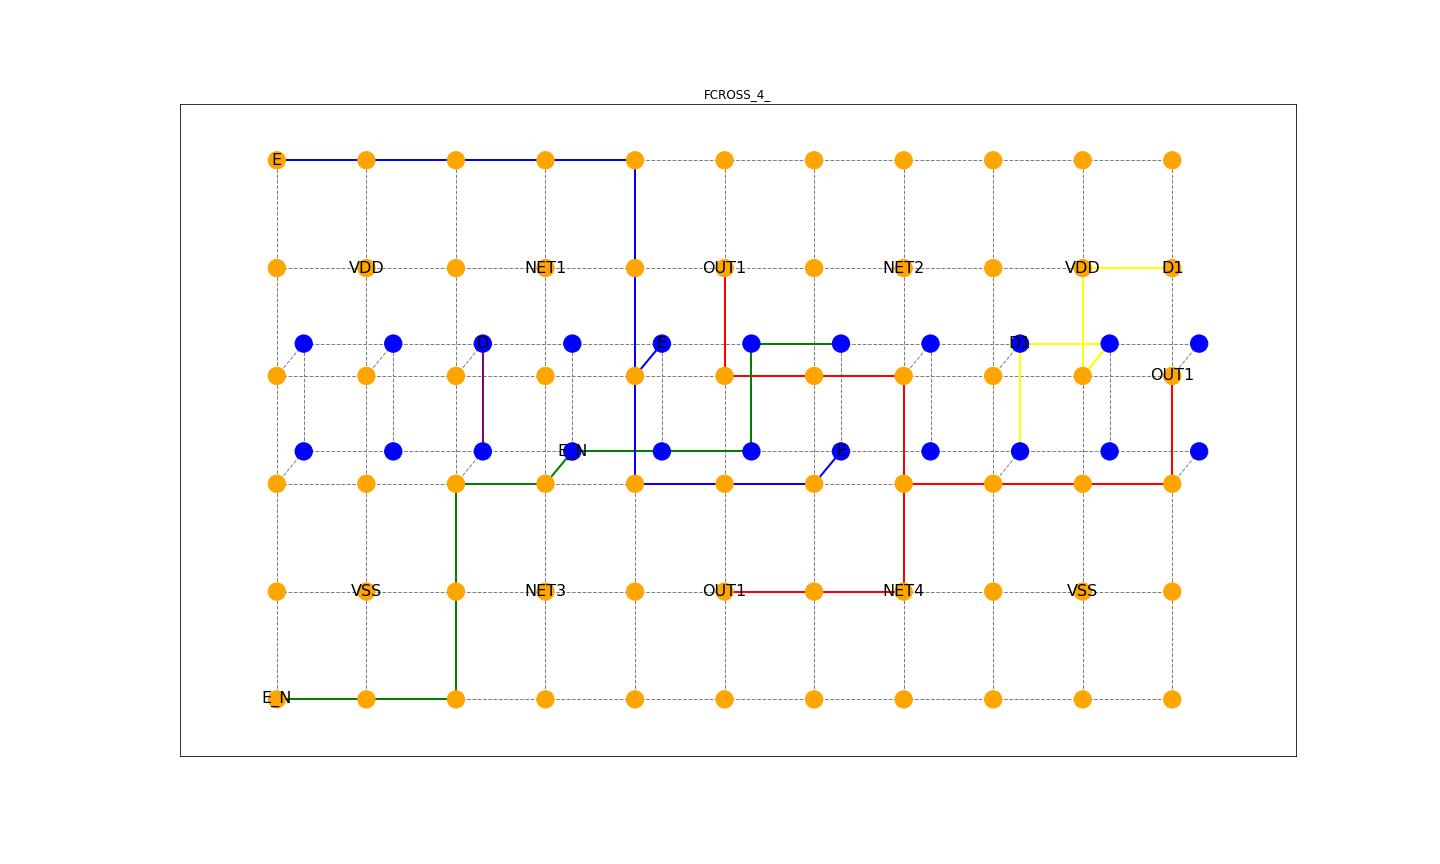 FCROSS_4_
E
VDD NET1 OUT1 NET2 VDD D1
D E D1
OUT1
E_N E
VSS NET3 OUT1 NET4 VSS
E_N